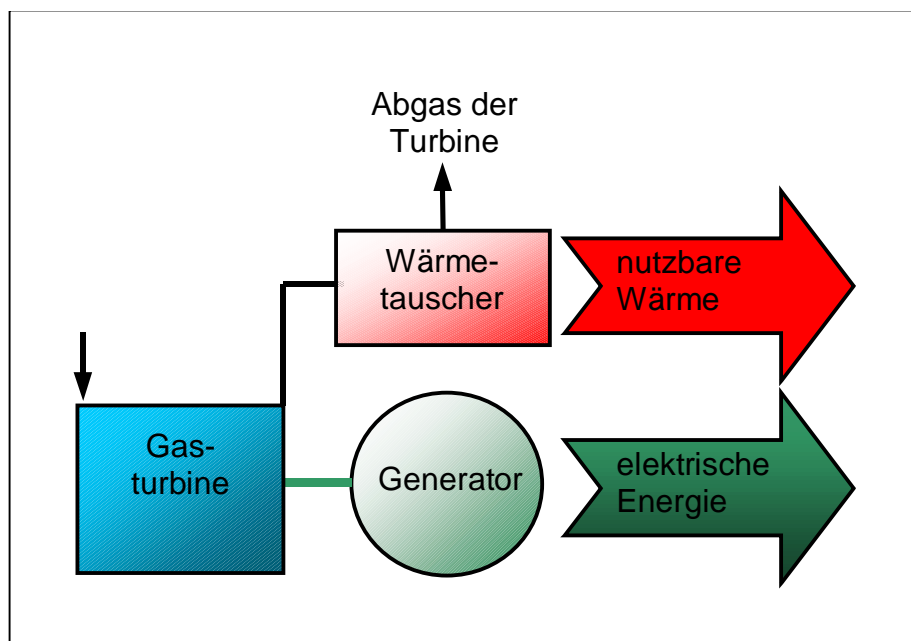 Abgas der
Turbine
Wärme-
tauscher
nutzbare
Wärme
Gas-
turbine
Generator
elektrische
Energie